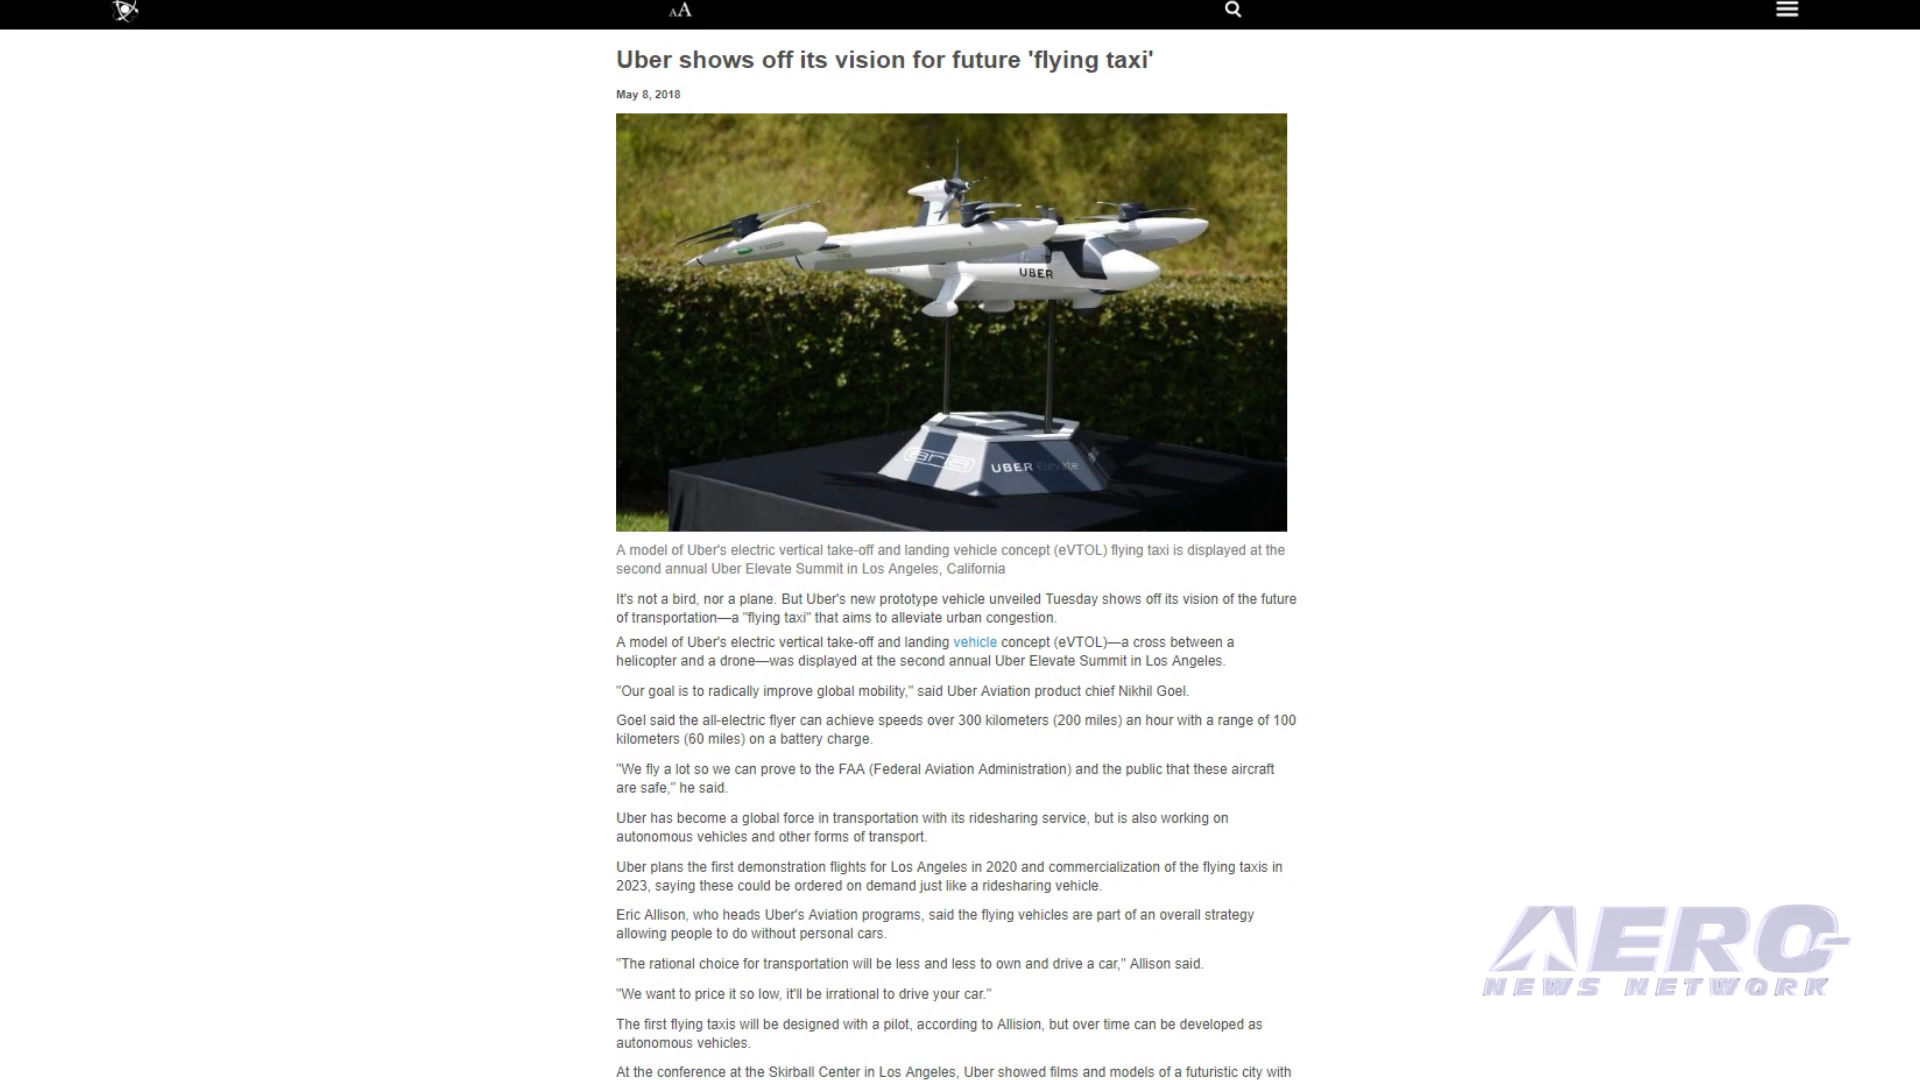 AA
Uber shows off its vision for future 'flying taxi'
May 8, 2018
UBER
UBER Elevate
A model of Uber's electric vertical take-off and landing vehicle concept (eVTOL) flying taxi is displayed at the
second annual Uber Elevate Summit in Los Angeles, California
It's not a bird, nor a plane. But Uber's new prototype vehicle unveiled Tuesday shows off its vision of the future
of transportation—a "flying taxi" that aims to alleviate urban congestion.
A model of Uber's electric vertical take-off and landing vehicle concept (eVTOL)—a cross between a
helicopter and a drone—was displayed at the second annual Uber Elevate Summit in Los Angeles.
"Our goal is to radically improve global mobility," said Uber Aviation product chief Nikhil Goel.
Goel said the all-electric flyer can achieve speeds over 300 kilometers (200 miles) an hour with a range of 100
kilometers (60 miles) on a battery charge.
"We fly a lot so we can prove to the FAA (Federal Aviation Administration) and the public that these aircraft
are safe," he said.
Uber has become a global force in transportation with its ridesharing service, but is also working on
autonomous vehicles and other forms of transport.
Uber plans the first demonstration flights for Los Angeles in 2020 and commercialization of the flying taxis in
2023, saying these could be ordered on demand just like a ridesharing vehicle.
Eric Allison, who heads Uber's Aviation programs, said the flying vehicles are part of an overall strategy
allowing people to do without personal cars.
"The rational choice for transportation will be less and less to own and drive a car," Allison said.
"We want to price it so low, it'll be irrational to drive your car."
The first flying taxis will be designed with a pilot, according to Allision, but over time can be developed as
autonomous vehicles.
At the conference at the Skirball Center in Los Angeles, Uber showed films and models of a futuristic city with
AERO
NEWS NETWORK